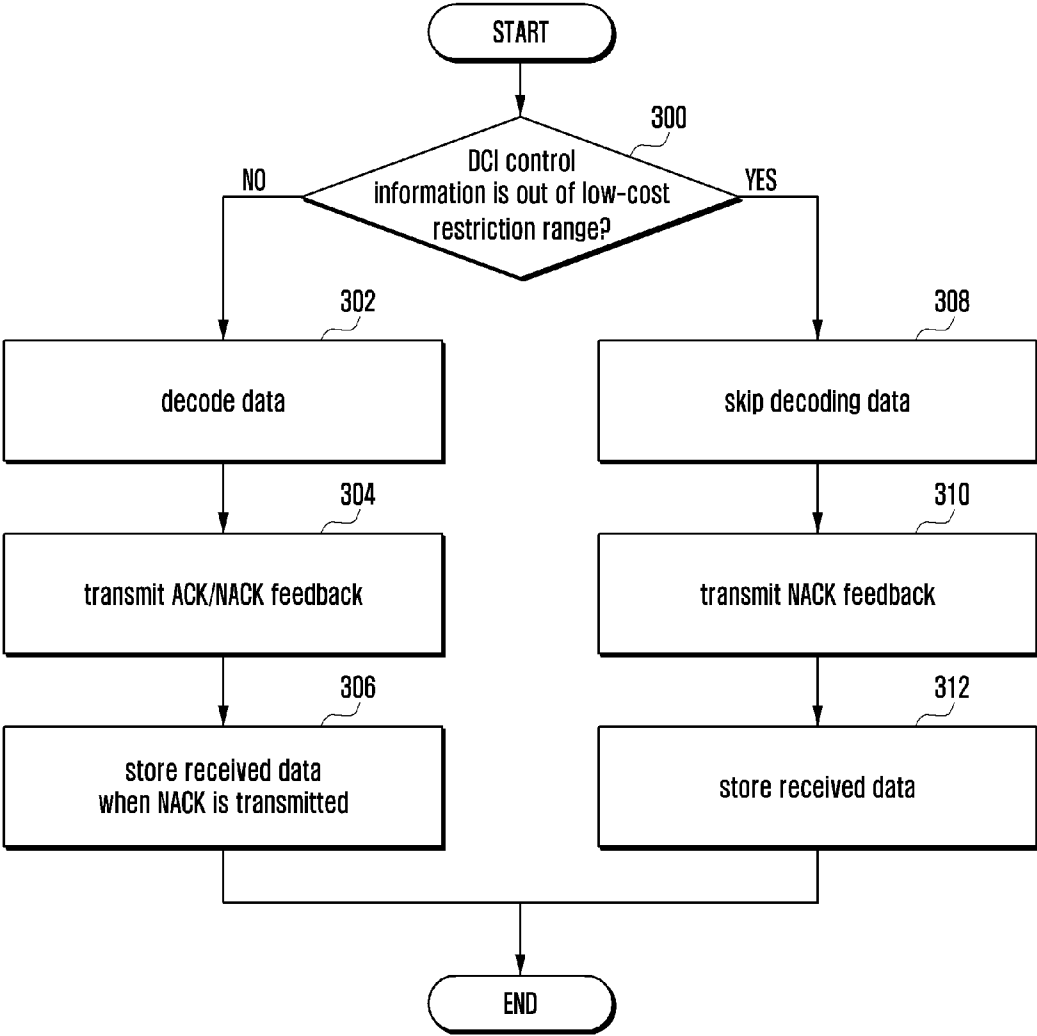 START
300
DCI control
information is out of low-cost
restriction range?
NO
YES
302
decode data
308
skip decoding data
304
transmit ACK/NACK feedback
310
transmit NACK feedback
306
store received data
when NACK is transmitted
312
store received data
END